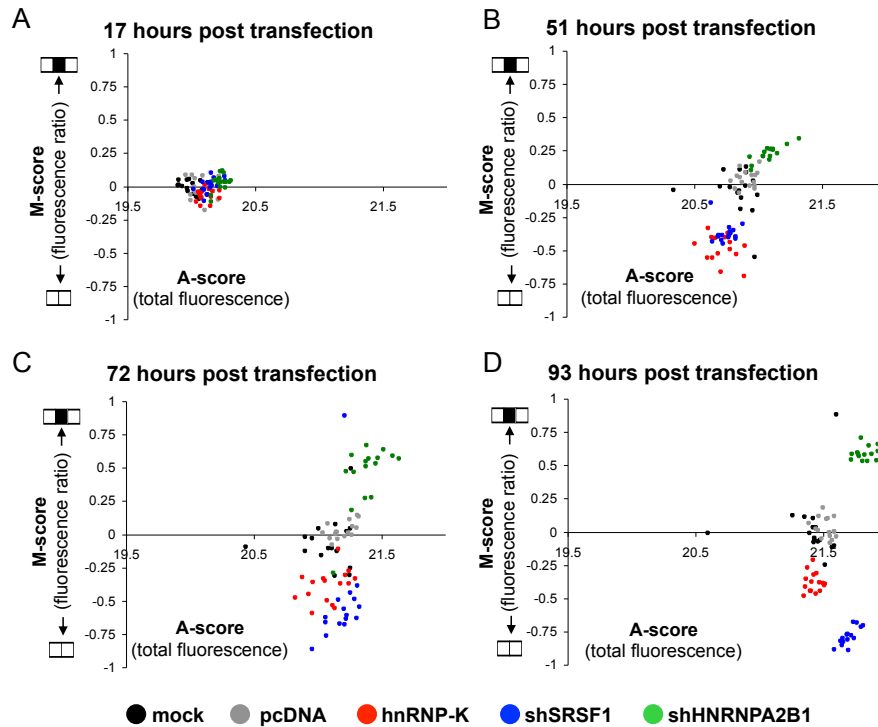 A
17 hours post transfection
M-score
(fluorescence ratio)
1
0.75
0.5
0.25
0
-0.25
-0.5
-0.75
-1
19.5
20.5
21.5
A-score
(total fluorescence)
B
51 hours post transfection
M-score
(fluorescence ratio)
1
0.75
0.5
0.25
0
-0.25
-0.5
-0.75
-1
19.5
20.5
21.5
A-score
(total fluorescence)
C
72 hours post transfection
M-score
(fluorescence ratio)
1
0.75
0.5
0.25
0
-0.25
-0.5
-0.75
-1
19.5
20.5
21.5
A-score
(total fluorescence)
D
93 hours post transfection
M-score
(fluorescence ratio)
1
0.75
0.5
0.25
0
-0.25
-0.5
-0.75
-1
19.5
20.5
21.5
A-score
(total fluorescence)
mock pcDNA hnRNP-K shSRSF1 shHNRNPA2B1